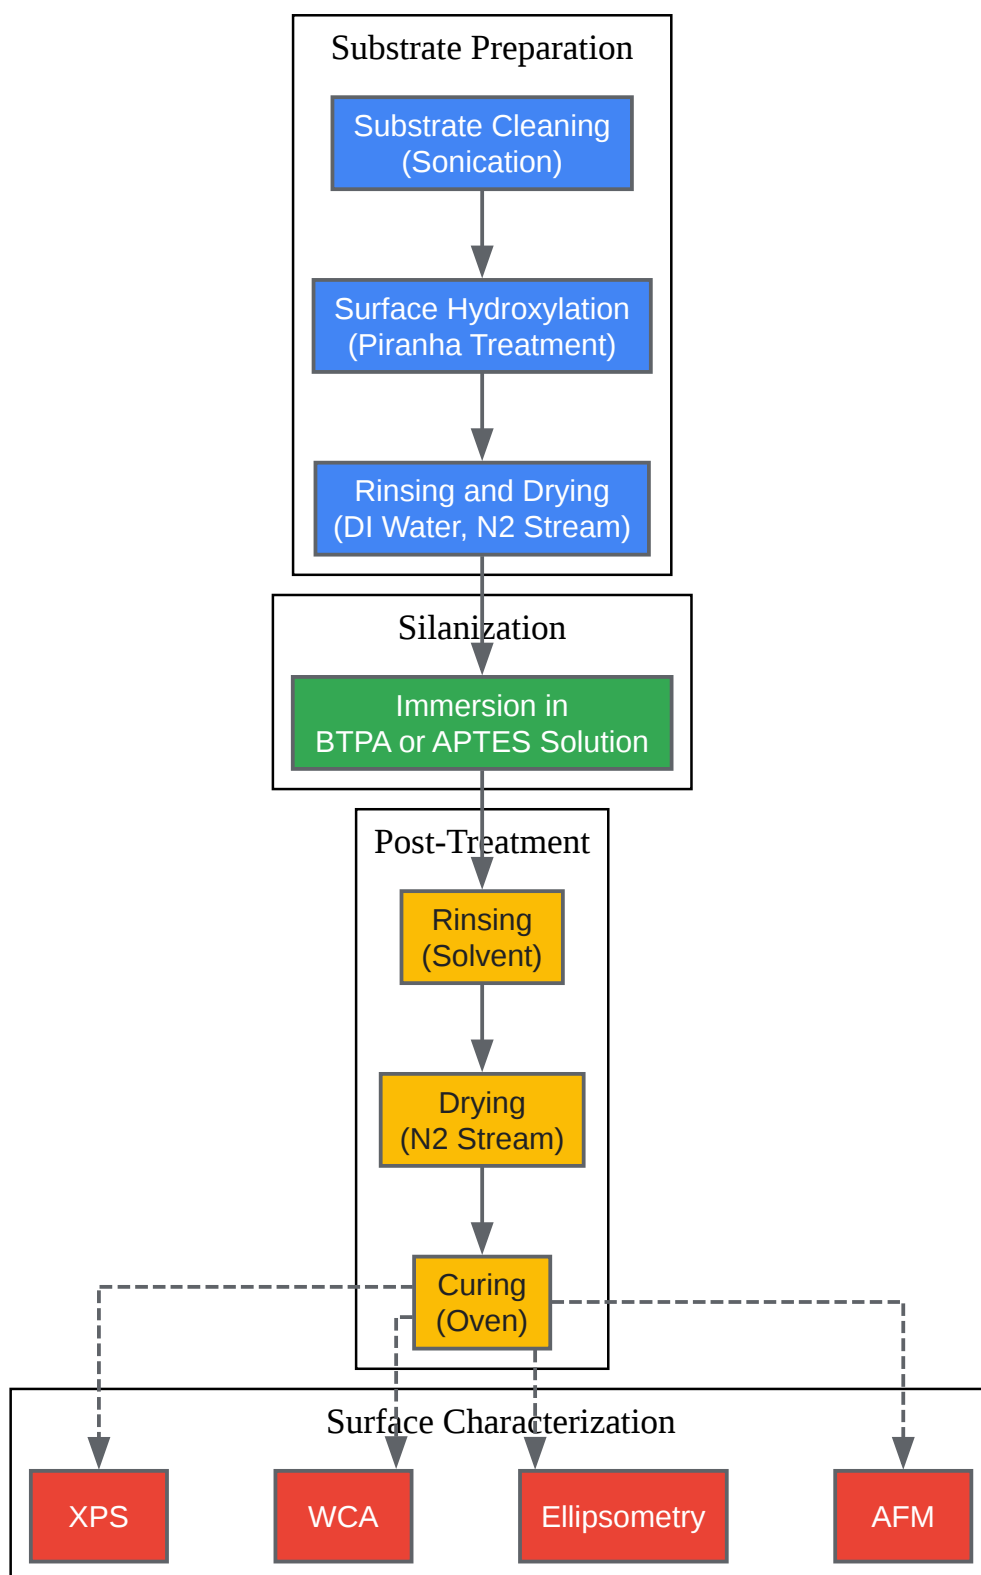 Substrate Preparation
Substrate Cleaning
(Sonication)
Surface Hydroxylation
(Piranha Treatment)
Rinsing and Drying
(DI Water, N2 Stream)
Silanization
Immersion in
BTPA or APTES Solution
Post-Treatment
Rinsing
(Solvent)
Drying
(N2 Stream)
Curing
(Oven)
Surface Characterization
XPS
WCA
Ellipsometry
AFM